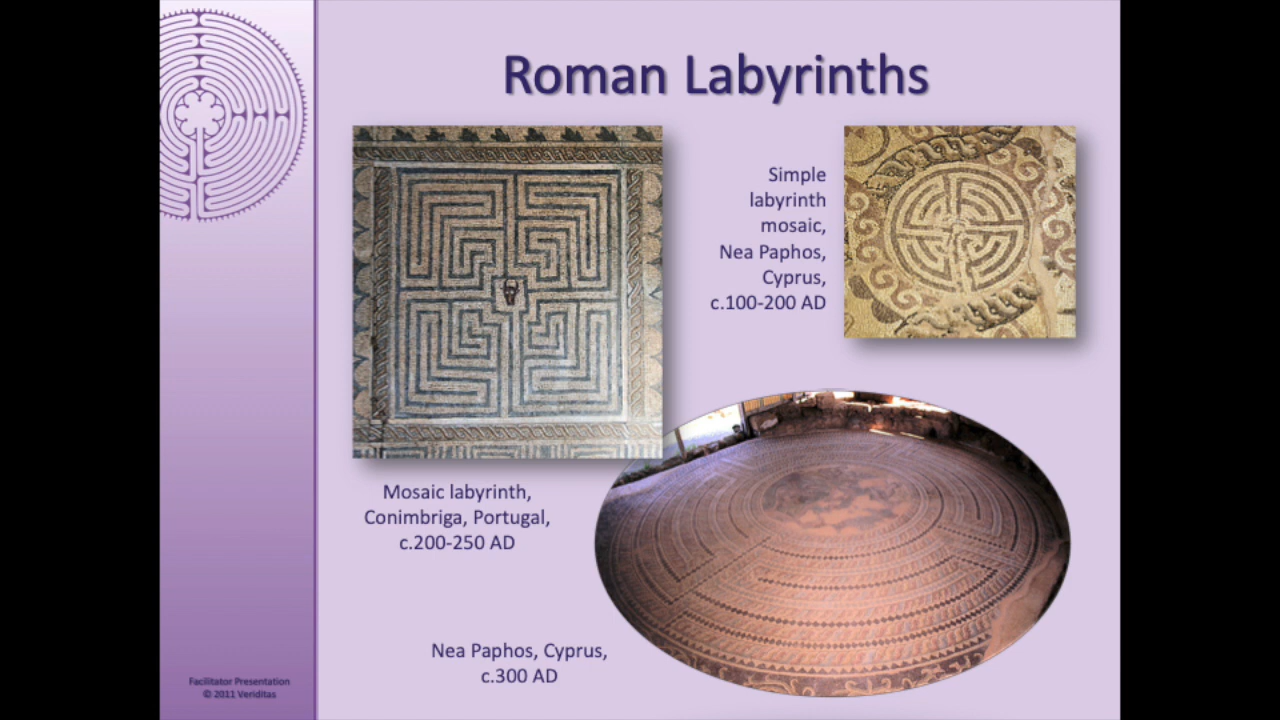 Roman Labyrinths
Simple
labyrinth
mosaic,
Nea Paphos,
Cyprus,
c.100-200 AD
Mosaic labyrinth,
Conimbriga, Portugal,
c.200-250 AD
Nea Paphos, Cyprus,
c.300 AD
Facilitator Presentation
© 2011 Veriditas